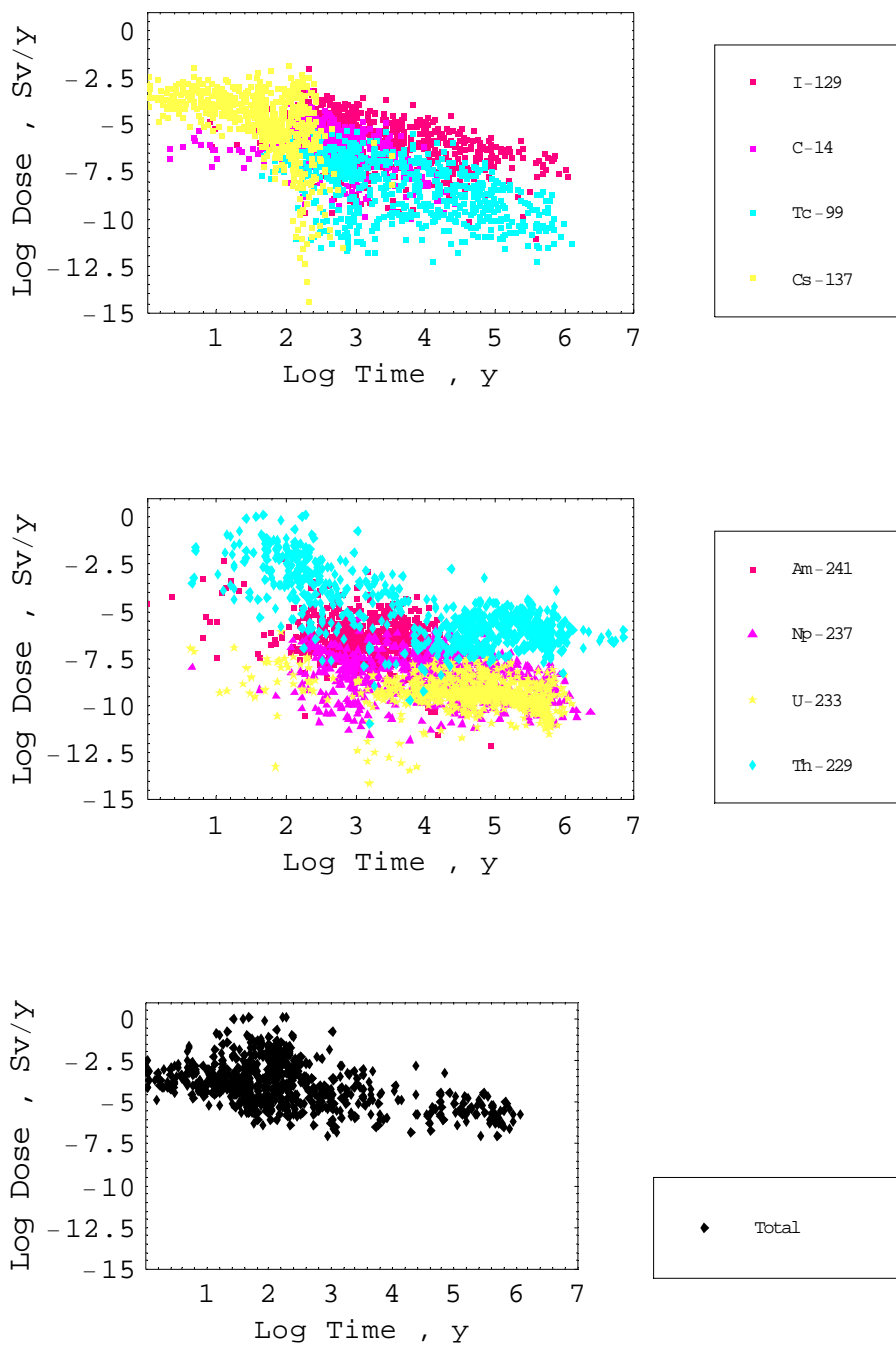 0
-2.5
-5
-7.5
-10
-12.5
-15
Log Dose , Sv/y
1 2 3 4 5 6 7
Log Time , y
I-129
C-14
Tc-99
Cs-137
0
-2.5
-5
-7.5
-10
-12.5
-15
Log Dose , Sv/y
1 2 3 4 5 6 7
Log Time , y
Am-241
Np-237
U-233
Th-229
0
-2.5
-5
-7.5
-10
-12.5
-15
Log Dose , Sv/y
1 2 3 4 5 6 7
Log Time , y
Total